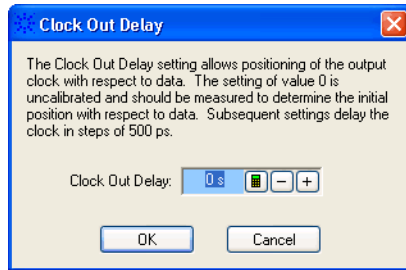 Clock Out Delay
The Clock Out Delay setting allows positioning of the output
clock with respect to data. The setting of value 0 is
uncalibrated and should be measured to determine the initial
position with respect to data. Subsequent settings delay the
clock in steps of 500 ps.
Clock Out Delay: 0 s
OK Cancel